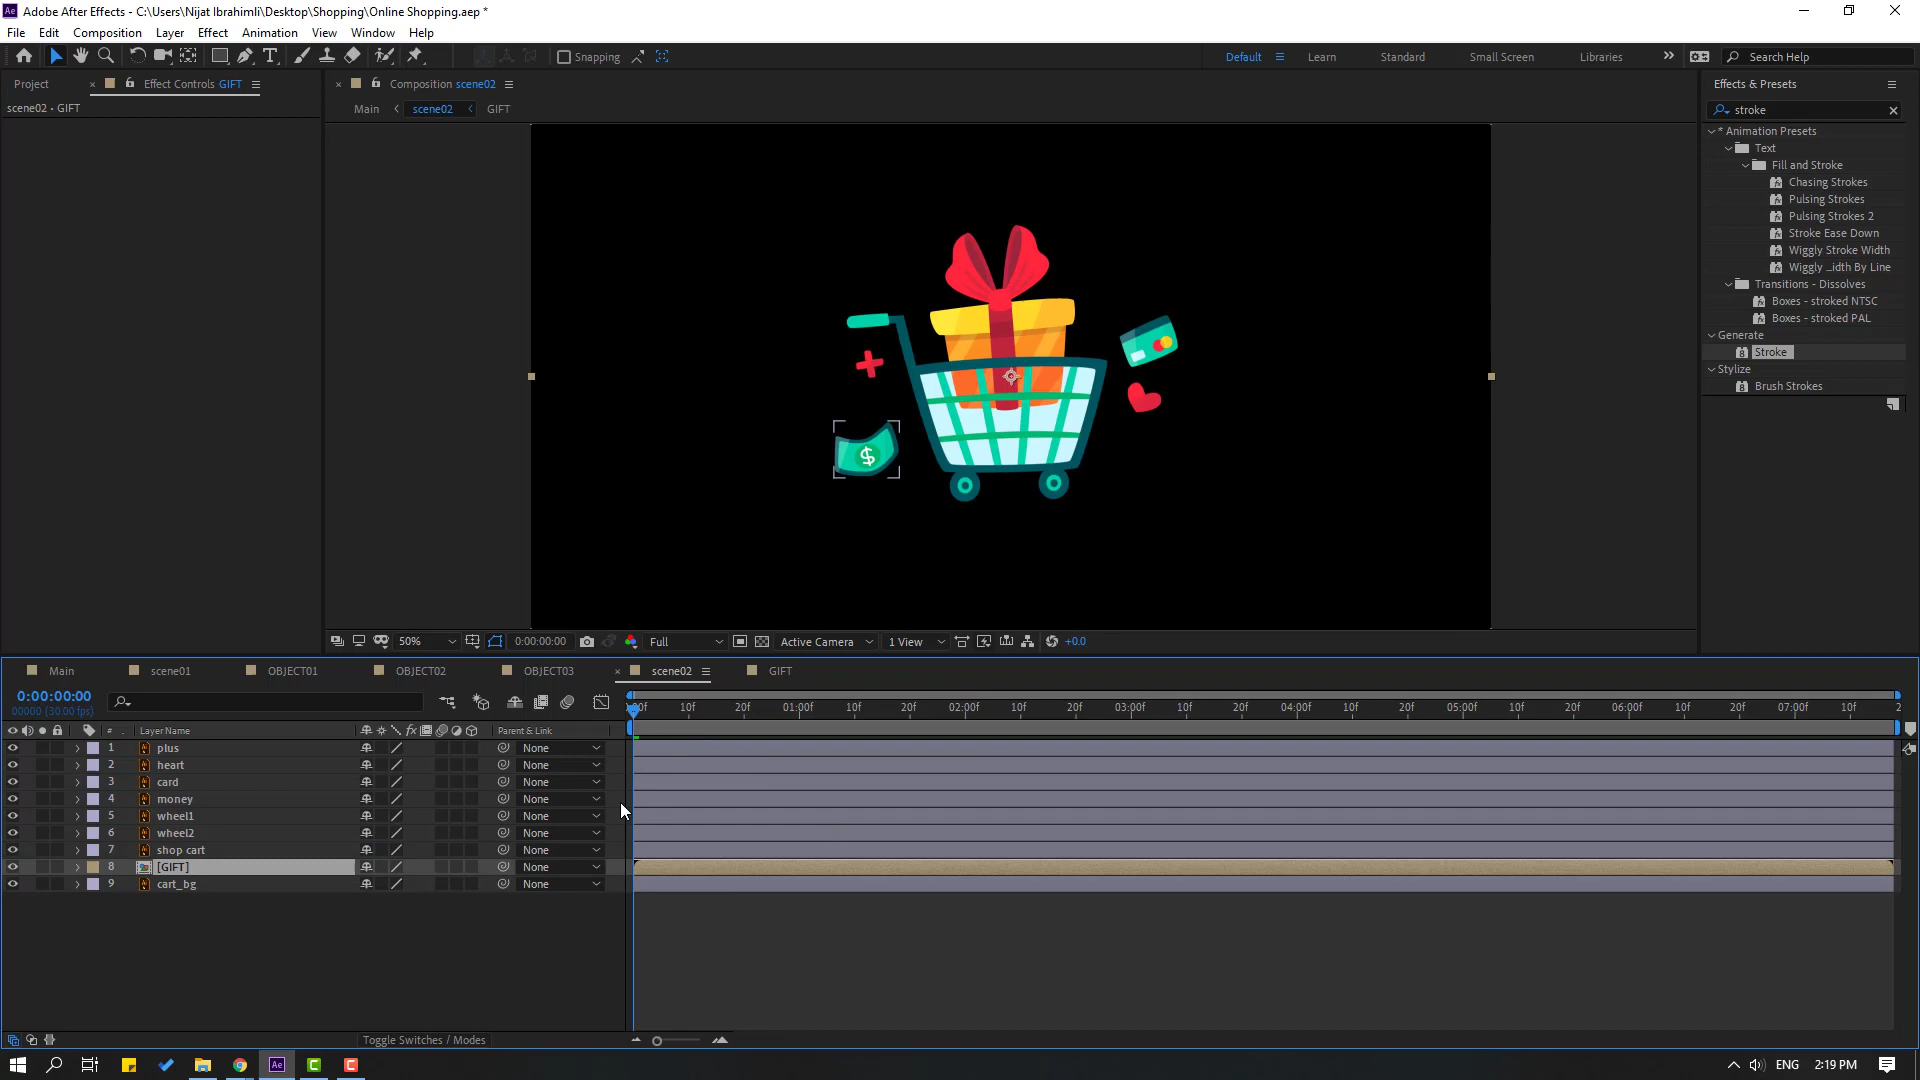 Adobe After Effects - C:\Users\Nijat Ibrahimli\Desktop\Shopping\Online Shopping.aep *
File Edit Composition Layer Effect Animation View Window Help
Snapping
Default Learn Standard Small Screen Libraries
Search Help
Project
Effect Controls GIFT
Composition scene02
Effects & Presets
scene02 • GIFT
Main scene02 GIFT
stroke
* Animation Presets
Text
Fill and Stroke
Chasing Strokes
Pulsing Strokes
Pulsing Strokes 2
Stroke Ease Down
Wiggly Stroke Width
Wiggly _idth By Line
Transitions - Dissolves
Boxes - stroked NTSC
Boxes - stroked PAL
Generate
Stroke
Stylize
Brush Strokes
$
50% 0:00:00:00 Full Active Camera 1 View +0.0
Main scene01 OBJECT01 OBJECT02 OBJECT03 scene02 GIFT
0:00:00:00
00000 (30.00 fps)
10f 20f 01:00f 10f 20f 02:00f 10f 20f 03:00f 10f 20f 04:00f 10f 20f 05:00f 10f 20f 06:00f 10f 20f 07:00f 10f 2
# Layer Name Parent & Link
1 plus None
2 heart None
3 card None
4 money None
5 wheel1 None
6 wheel2 None
7 shop cart None
8 [GIFT] None
9 cart_bg None
Toggle Switches / Modes
ENG 2:19 PM